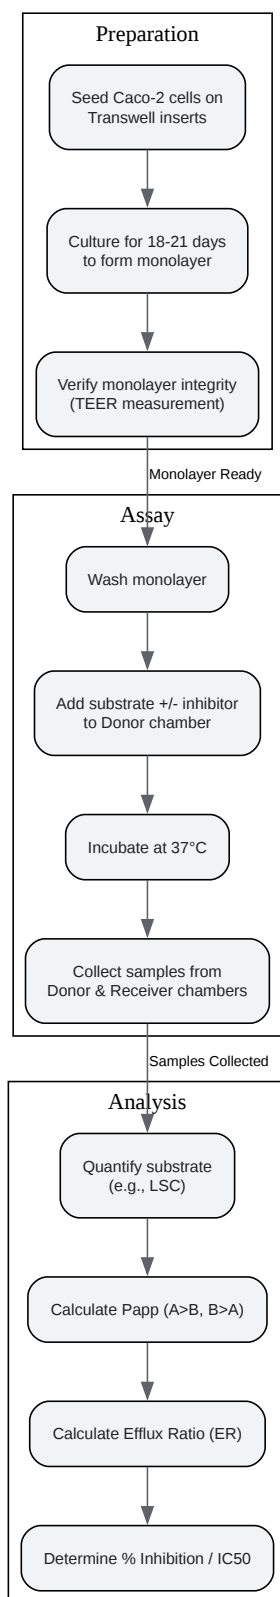 Preparation
Seed Caco-2 cells on
Transwell inserts
Culture for 18-21 days
to form monolayer
Verify monolayer integrity
(TEER measurement)
Monolayer Ready
Assay
Wash monolayer
Add substrate +/- inhibitor
to Donor chamber
Incubate at 37°C
Collect samples from
Donor & Receiver chambers
Samples Collected
Analysis
Quantify substrate
(e.g., LSC)
Calculate Papp (A>B, B>A)
Calculate Efflux Ratio (ER)
Determine % Inhibition / IC50